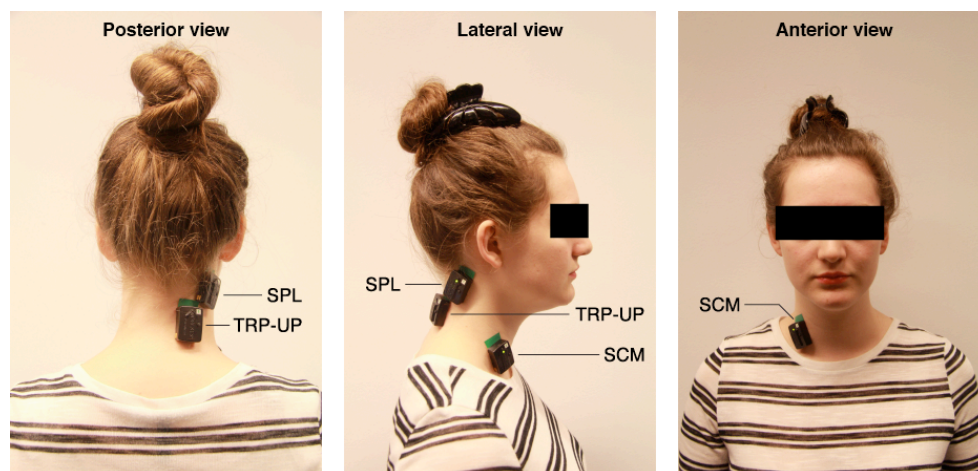 Posterior view
SPL
TRP-UP
Lateral view
SPL
TRP-UP
SCM
Anterior view
SCM